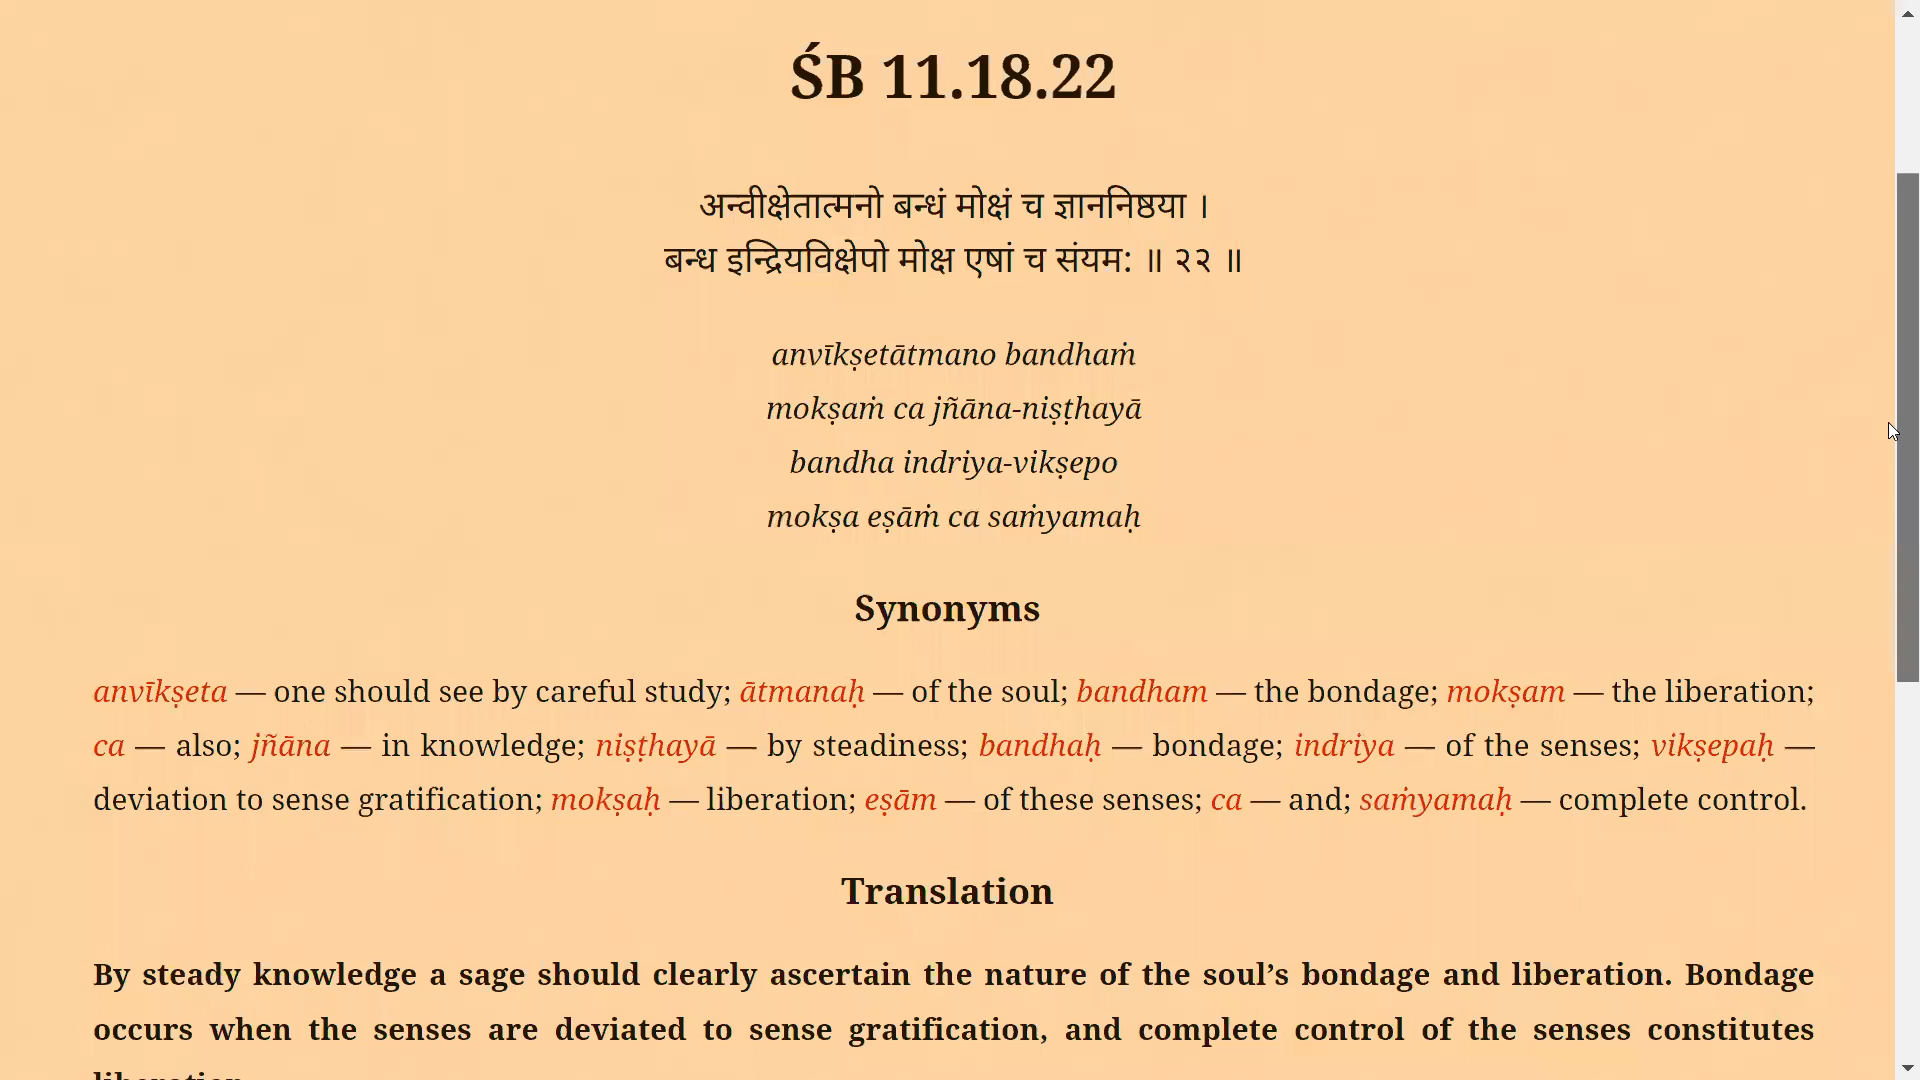 ŚB 11.18.22
अन्वीक्षेतात्मनो बन्धं मोक्षं च ज्ञाननिष्ठया ।
बन्ध इन्द्रियविक्षेपो मोक्ष एषां च संयम: ॥ २२ ॥
anvīkṣetātmano bandhaṁ
mokṣaṁ ca jñāna-niṣṭhayā
bandha indriya-vikṣepo
mokṣa eṣāṁ ca saṁyamaḥ
Synonyms
anvīkṣeta — one should see by careful study; ātmanaḥ — of the soul; bandham — the bondage; mokṣam — the liberation;
ca — also; jñāna — in knowledge; niṣṭhayā — by steadiness; bandhaḥ — bondage; indriya — of the senses; vikṣepaḥ —
deviation to sense gratification; mokṣaḥ — liberation; eṣām — of these senses; ca — and; saṁyamaḥ — complete control.
Translation
By steady knowledge a sage should clearly ascertain the nature of the soul’s bondage and liberation. Bondage
occurs when the senses are deviated to sense gratification, and complete control of the senses constitutes
liberation.